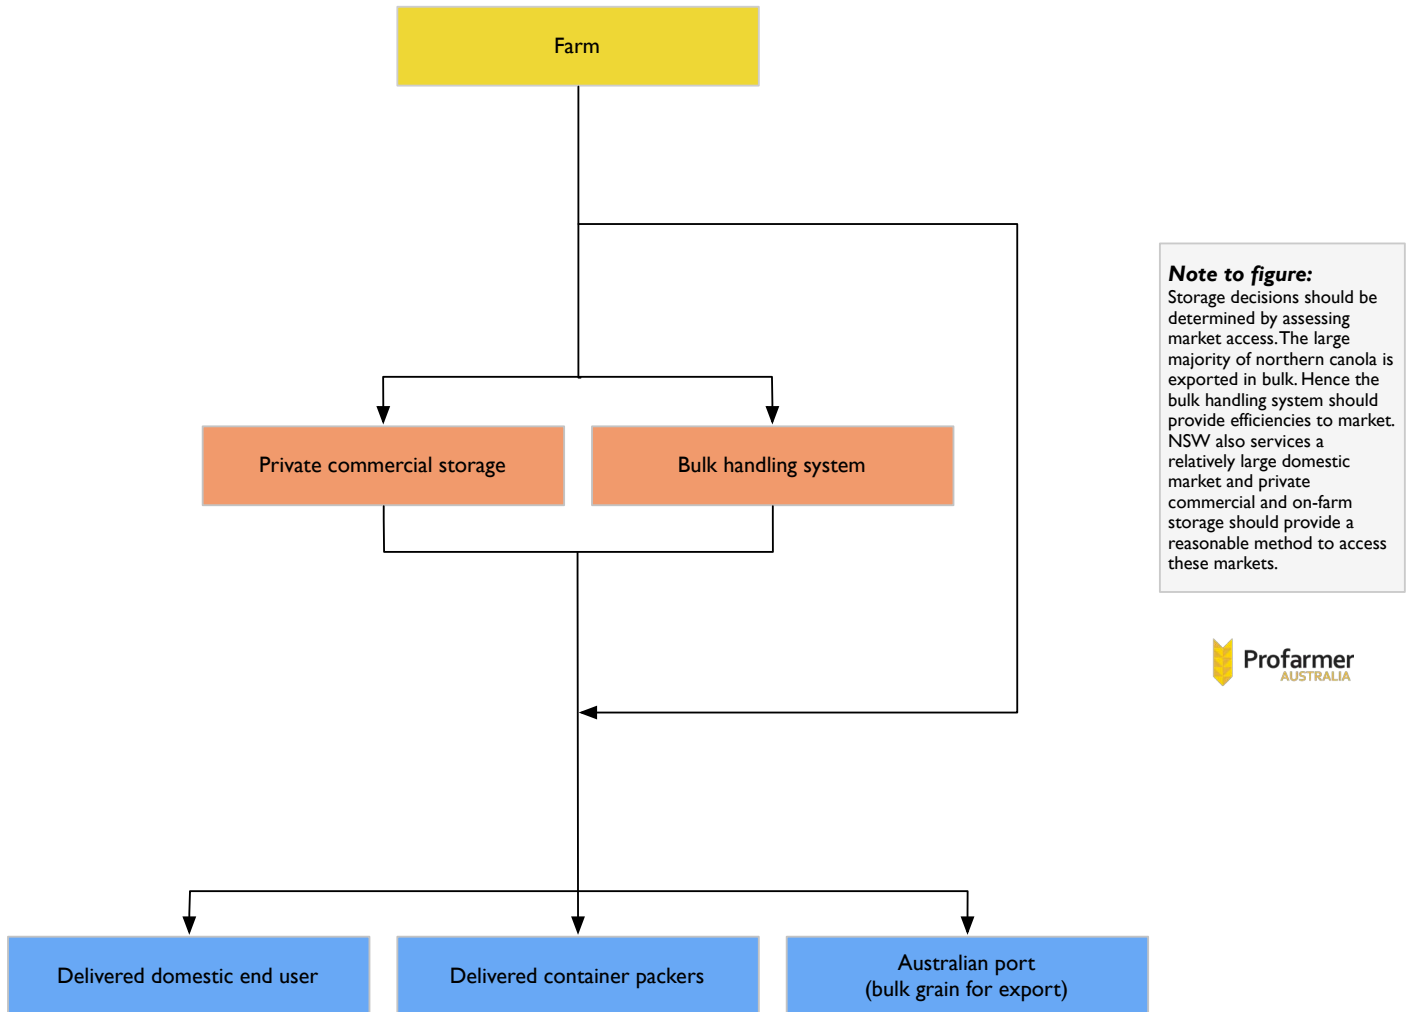 Farm
Private commercial storage
Bulk handling system
Delivered domestic end user
Delivered container packers
Australian port
(bulk grain for export)
Note to figure:
Storage decisions should be
determined by assessing
market access. The large
majority of northern canola is
exported in bulk. Hence the
bulk handling system should
provide efficiencies to market.
NSW also services a
relatively large domestic
market and private
commercial and on-farm
storage should provide a
reasonable method to access
these markets.
Profarmer
AUSTRALIA